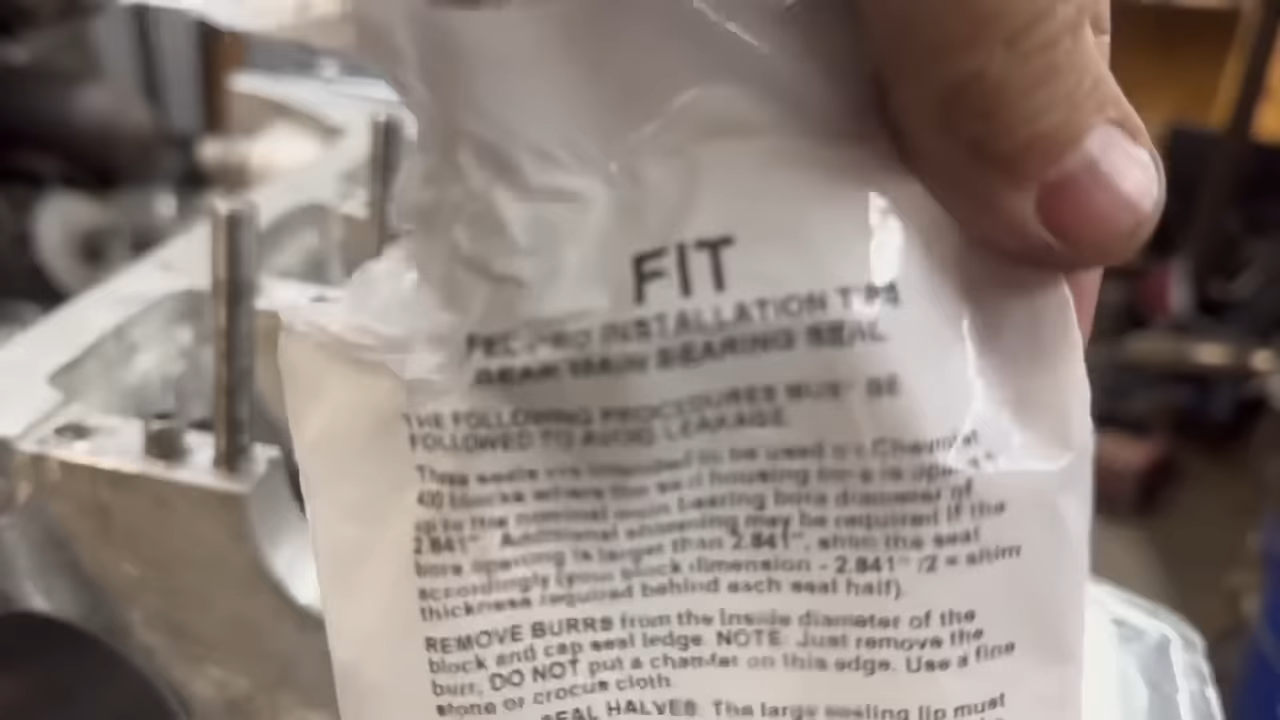 FIT
FEL-PRO INSTALLATION TIPS
REAR MAIN BEARING SEAL
THE FOLLOWING PROCEDURES MUST BE
FOLLOWED TO AVOID LEAKAGE.
These seals are intended to be used on Chevrolet
400 blocks where the seal housing bore is
up to the nominal main bearing bore diameter of
2.841". Additional shimming may be required if the
bore opening is larger than 2.841", shim the seal
accordingly (your block dimension - 2.841" /2 = shim
thickness required behind each seal half).
REMOVE BURRS from the inside diameter of the
block and cap seal ledge. NOTE: Just remove the
burr, DO NOT put a chamfer on this edge. Use a fine
stone or crocus cloth.
SEAL HALVES. The large sealing lip must